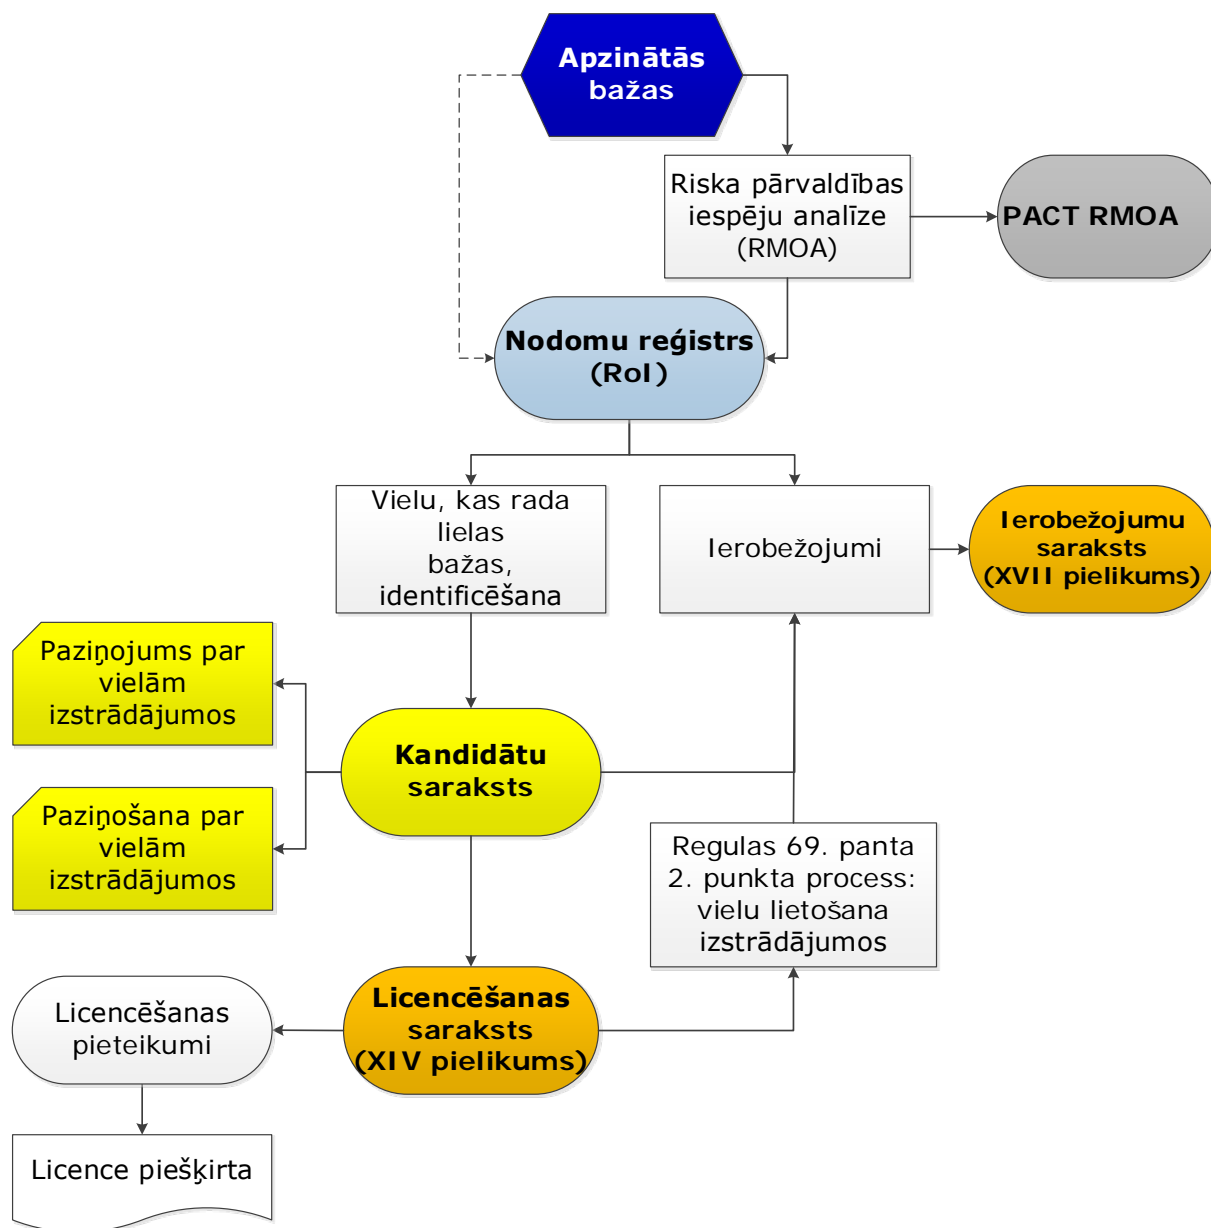 Apzinātās
bažas
Riska pārvaldības
iespēju analīze
(RMOA)
PACT RMOA
Nodomu reģistrs
(RoI)
Vielu, kas rada
lielas
bažas,
identificēšana
Ierobežojumi
Ierobežojumu
saraksts
(XVII pielikums)
Paziņojums par
vielām
izstrādājumos
Kandidātu
saraksts
Paziņošana par
vielām
izstrādājumos
Regulas 69. panta
2. punkta process:
vielu lietošana
izstrādājumos
Licencēšanas
pieteikumi
Licencēšanas
saraksts
(XIV pielikums)
Licence piešķirta